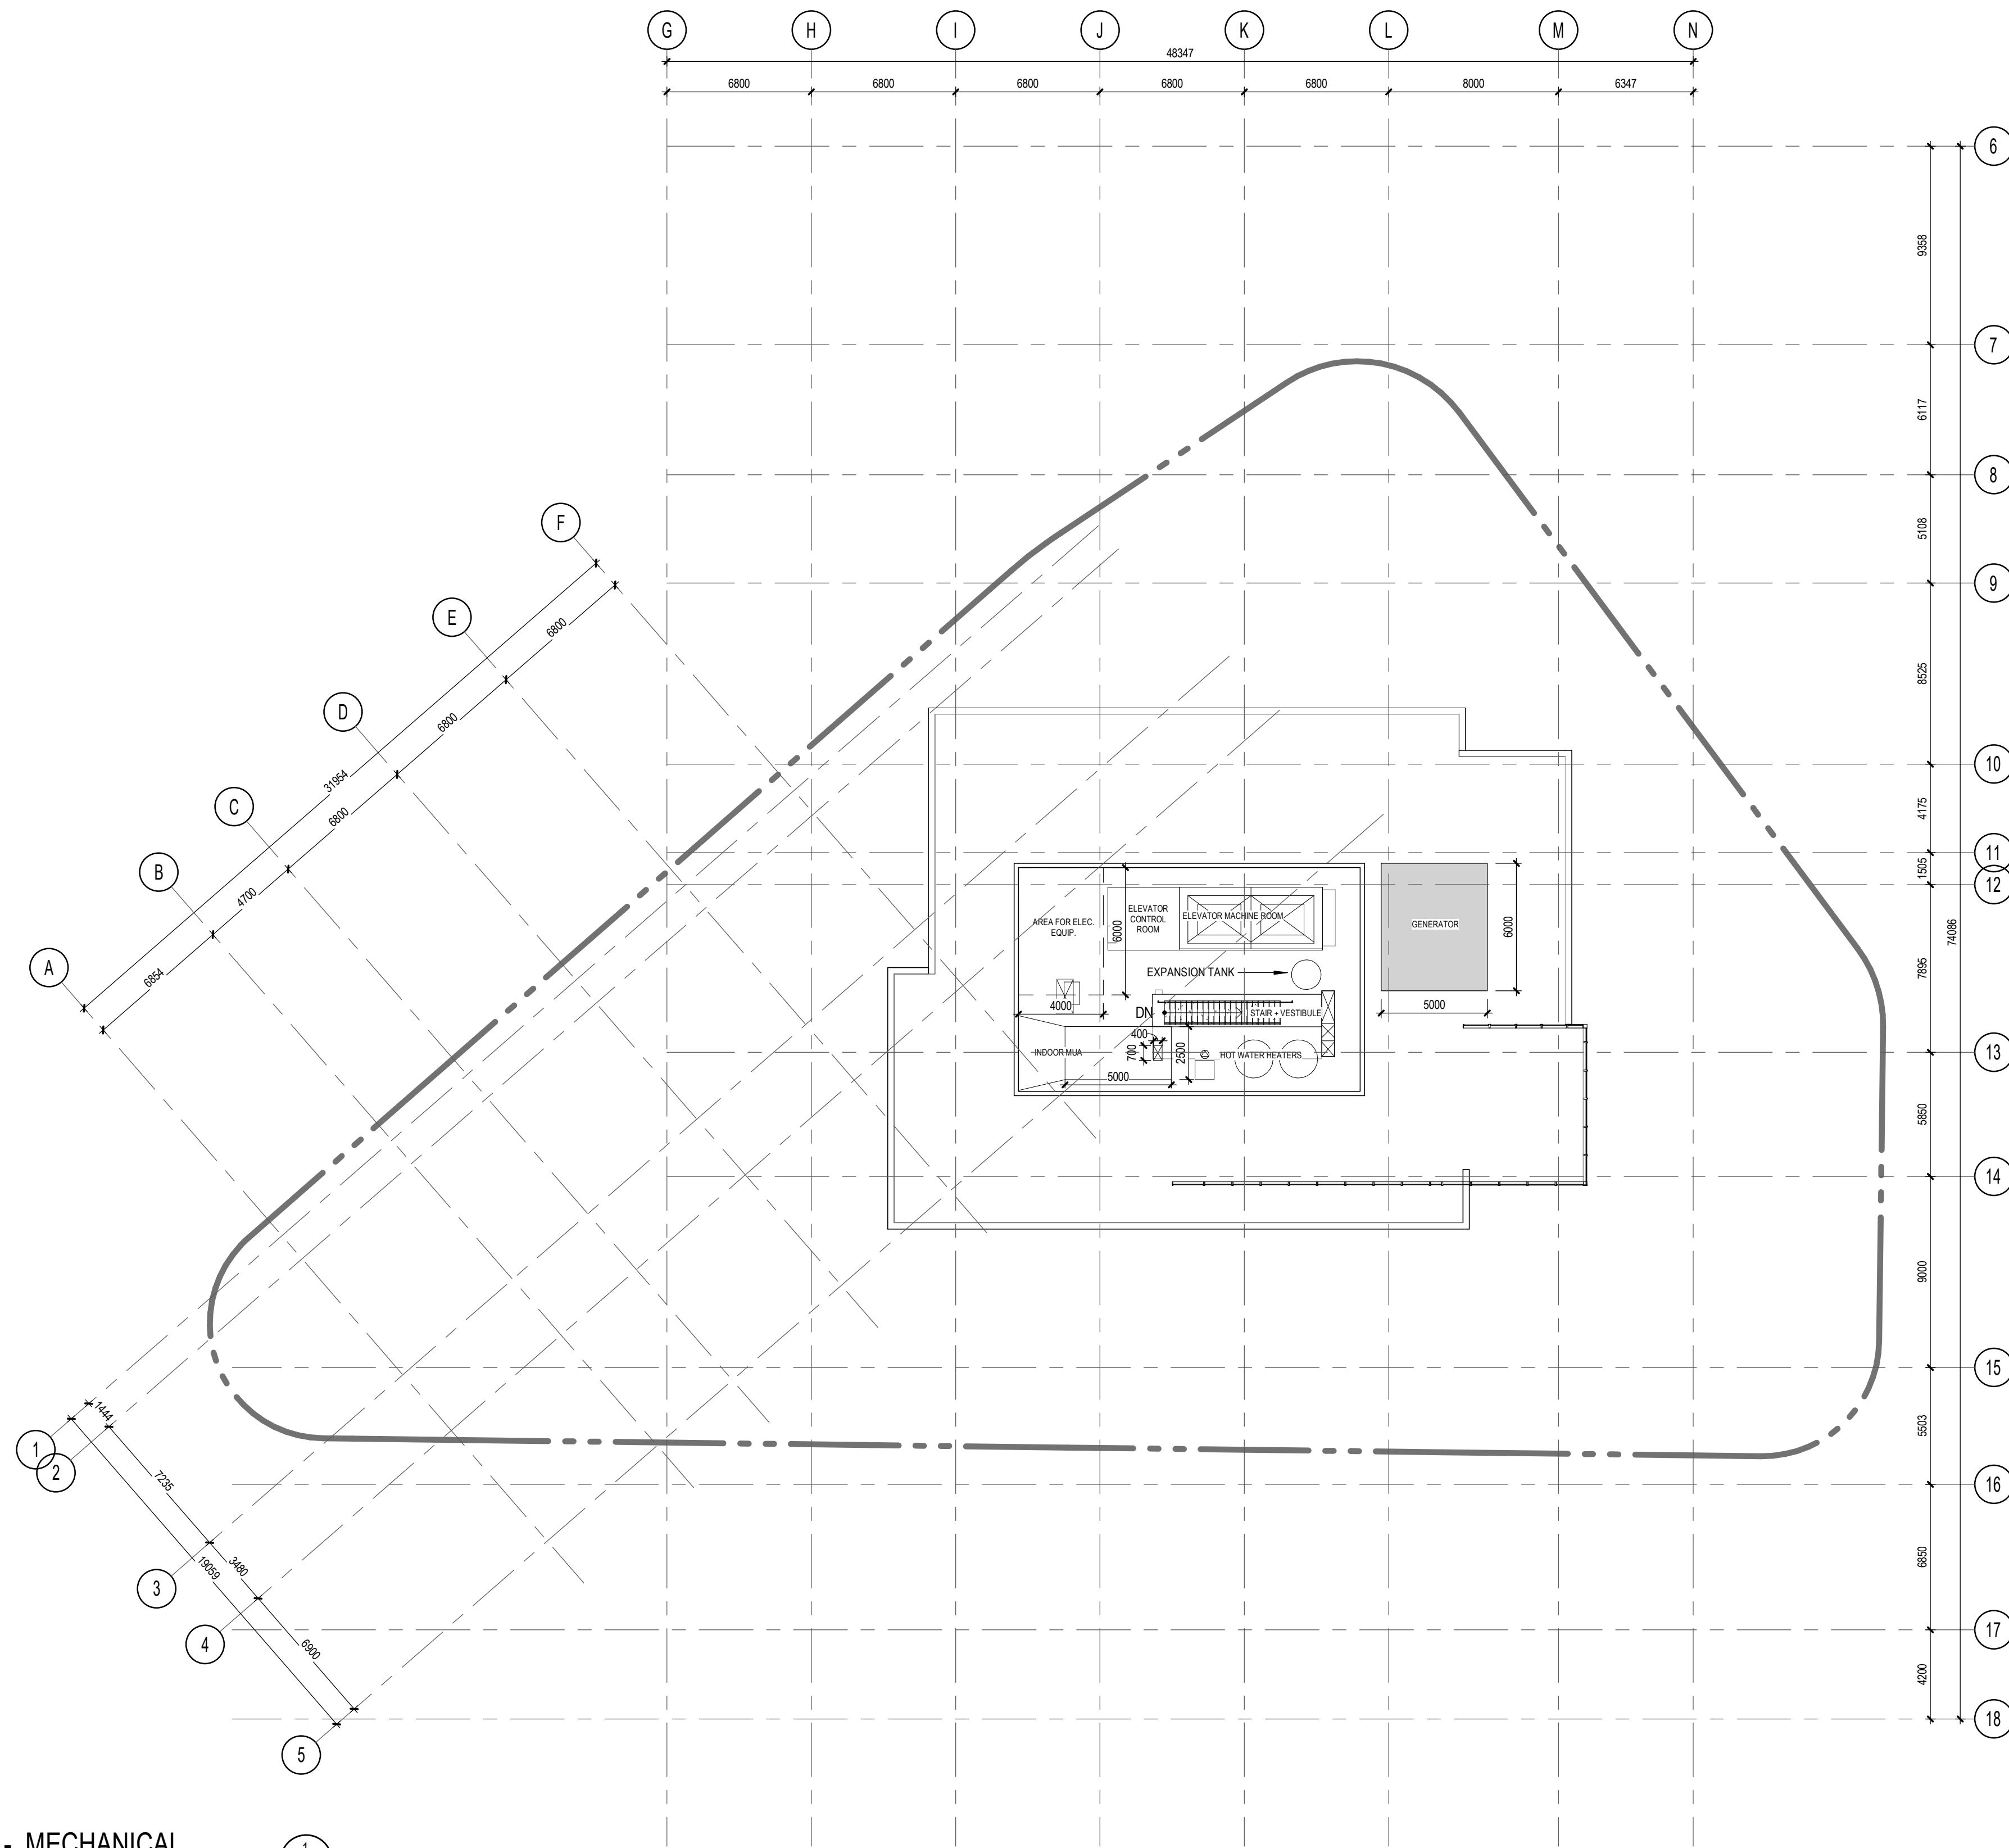 G H I J K L M N
48347
6800 6800 6800 6800 6800 8000 6347
6
9358
7
6117
8
5108
9
8525
10
4175
11
1505
12
7895
74086
13
5850
14
9000
15
5503
16
6850
17
4200
18
F
E
D
C
B
A
6800
6800
6800
4700
6854
31954
AREA FOR ELEC.
EQUIP.
6000
ELEVATOR
CONTROL
ROOM
ELEVATOR MACHINE ROOM
GENERATOR
6000
5000
EXPANSION TANK
4000
DN
STAIR + VESTIBULE
400
700
2500
INDOOR MUA
HOT WATER HEATERS
5000
1
2
3
4
5
1444
7235
3480
6900
19059
- MECHANICAL
1